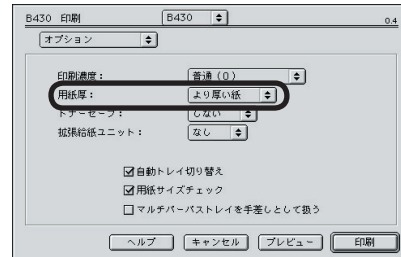 B430 印刷 B430 0.4
オプション
印刷濃度： 普通（0）
用紙厚： より厚い紙
トナーセーブ： しない
拡張給紙ユニット： なし
自動トレイ切り替え
用紙サイズチェック
マルチパーパストレイを手差しとして扱う
ヘルプ キャンセル プレビュー 印刷